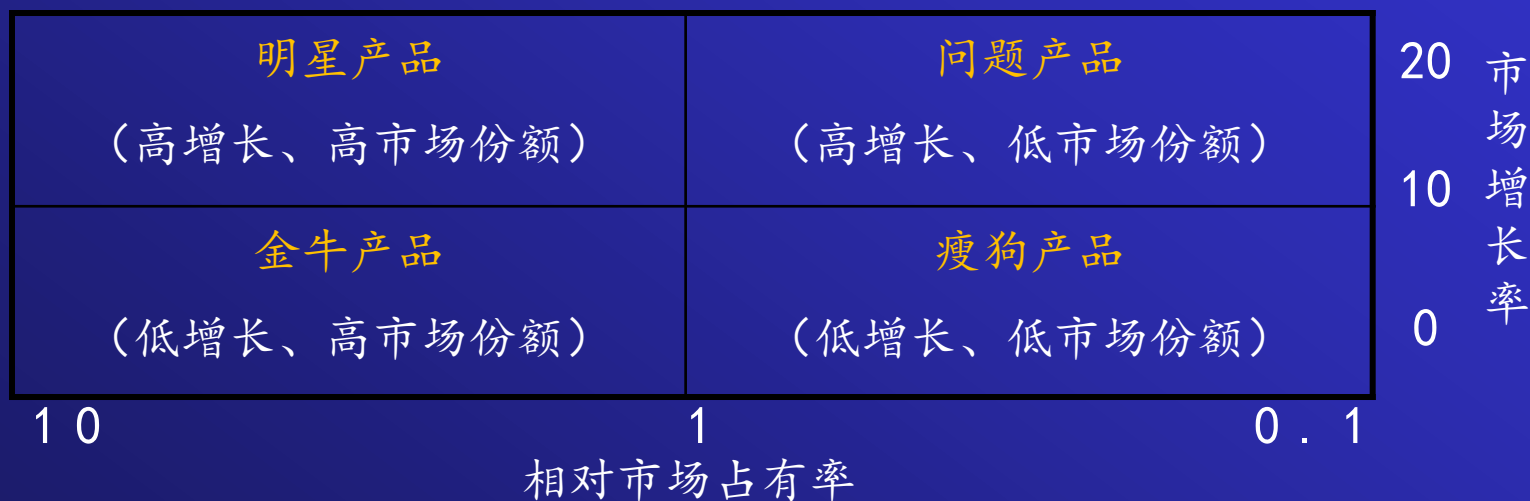 明星产品
(高增长、高市场份额)
问题产品
(高增长、低市场份额)
金牛产品
(低增长、高市场份额)
瘦狗产品
(低增长、低市场份额)
20
10
0
市场增长率
10
1
0.1
相对市场占有率